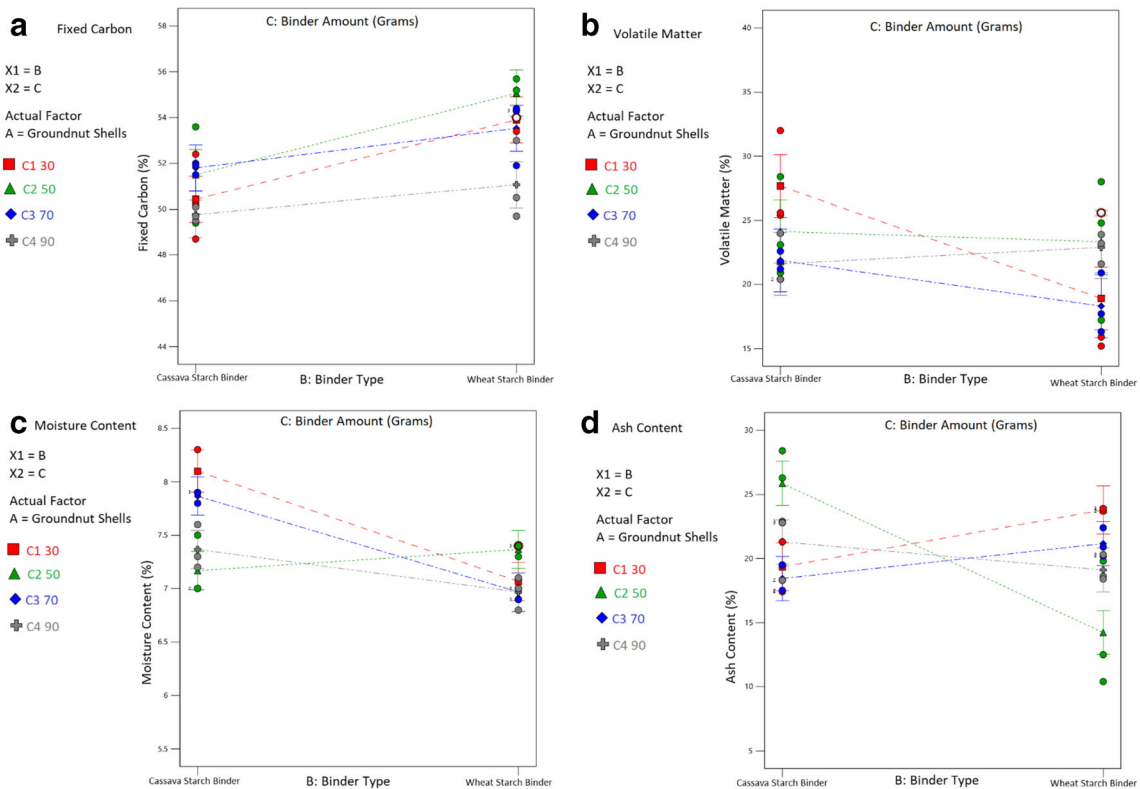 a
Fixed Carbon
C: Binder Amount (Grams)
X1 = B
X2 = C
Actual Factor
A = Groundnut Shells
C1 30
C2 50
C3 70
C4 90
Fixed Carbon (%)
58
56
54
52
50
48
46
44
Cassava Starch Binder
Wheat Starch Binder
B: Binder Type
b
Volatile Matter
C: Binder Amount (Grams)
X1 = B
X2 = C
Actual Factor
A = Groundnut Shells
C1 30
C2 50
C3 70
C4 90
Volatile Matter (%)
40
35
30
25
20
15
Cassava Starch Binder
Wheat Starch Binder
B: Binder Type
c
Moisture Content
C: Binder Amount (Grams)
X1 = B
X2 = C
Actual Factor
A = Groundnut Shells
C1 30
C2 50
C3 70
C4 90
Moisture Content (%)
8.5
8
7.5
7
6.5
6
5.5
Cassava Starch Binder
Wheat Starch Binder
B: Binder Type
d
Ash Content
C: Binder Amount (Grams)
X1 = B
X2 = C
Actual Factor
A = Groundnut Shells
C1 30
C2 50
C3 70
C4 90
Ash Content (%)
30
25
20
15
10
5
Cassava Starch Binder
Wheat Starch Binder
B: Binder Type